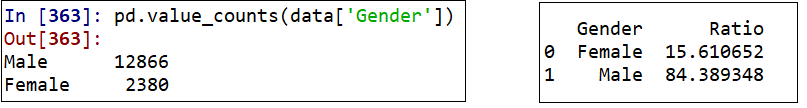 In [363]: pd.value_counts(data['Gender'])
Out[363]:
Male 12866
Female 2380
Gender Ratio
0 Female 15.610652
1 Male 84.389348